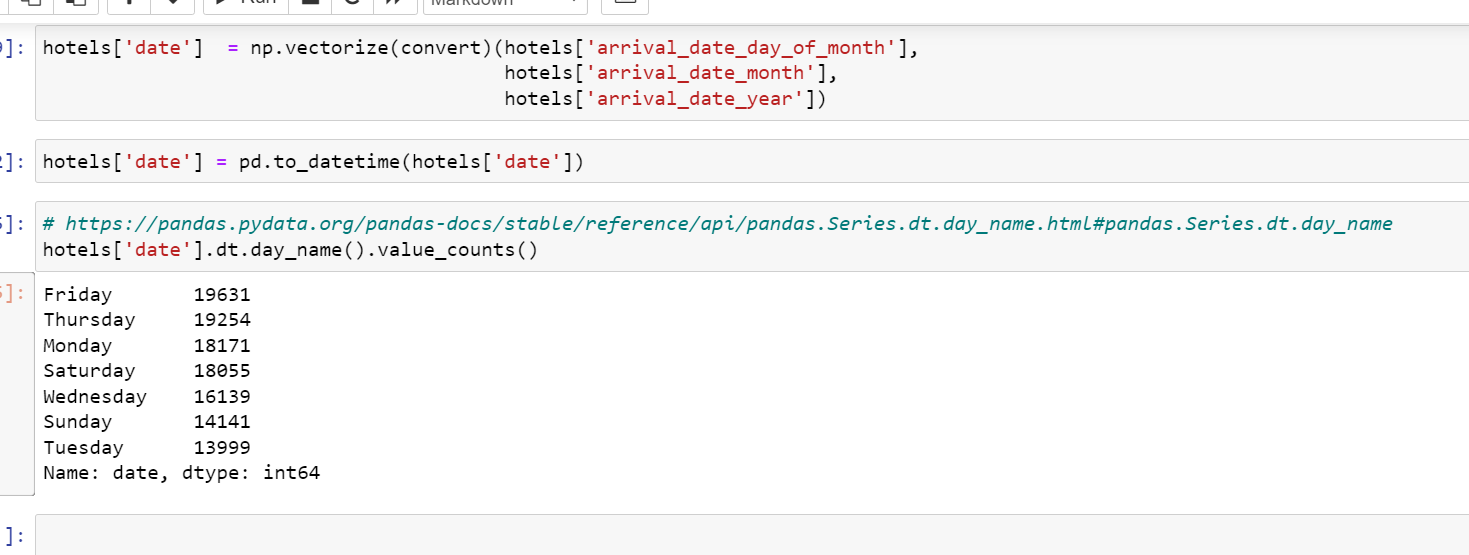 Run
Markdown
]: hotels['date']  = np.vectorize(convert)(hotels['arrival_date_day_of_month'],
hotels['arrival_date_month'],
hotels['arrival_date_year'])
]: hotels['date'] = pd.to_datetime(hotels['date'])
]: # https://pandas.pydata.org/pandas-docs/stable/reference/api/pandas.Series.dt.day_name.html#pandas.Series.dt.day_name
hotels['date'].dt.day_name().value_counts()
]: Friday       19631
Thursday     19254
Monday       18171
Saturday     18055
Wednesday    16139
Sunday       14141
Tuesday      13999
Name: date, dtype: int64
]: